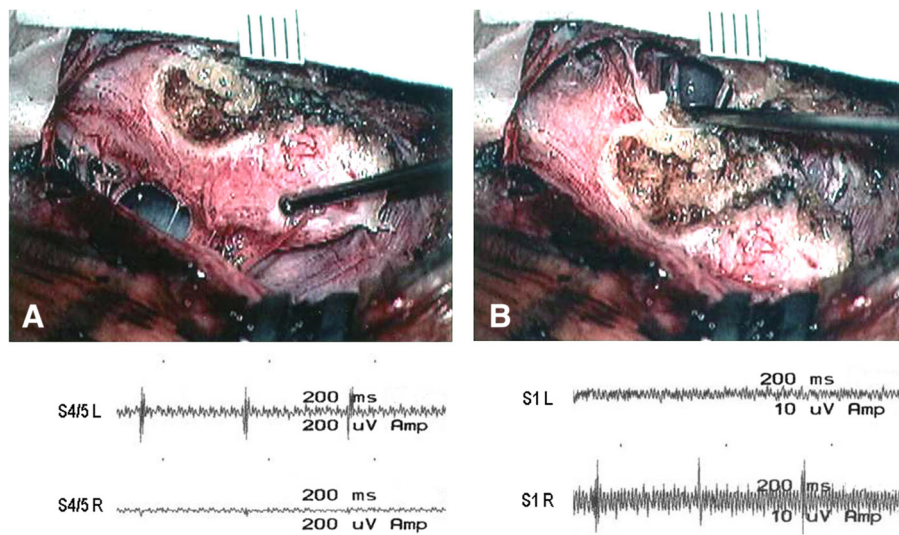 A
B
S4/5 L
200 ms
200 uV Amp
S4/5 R
200 ms
200 uV Amp
S1 L
200 ms
10 uV Amp
S1 R
200 ms
10 uV Amp